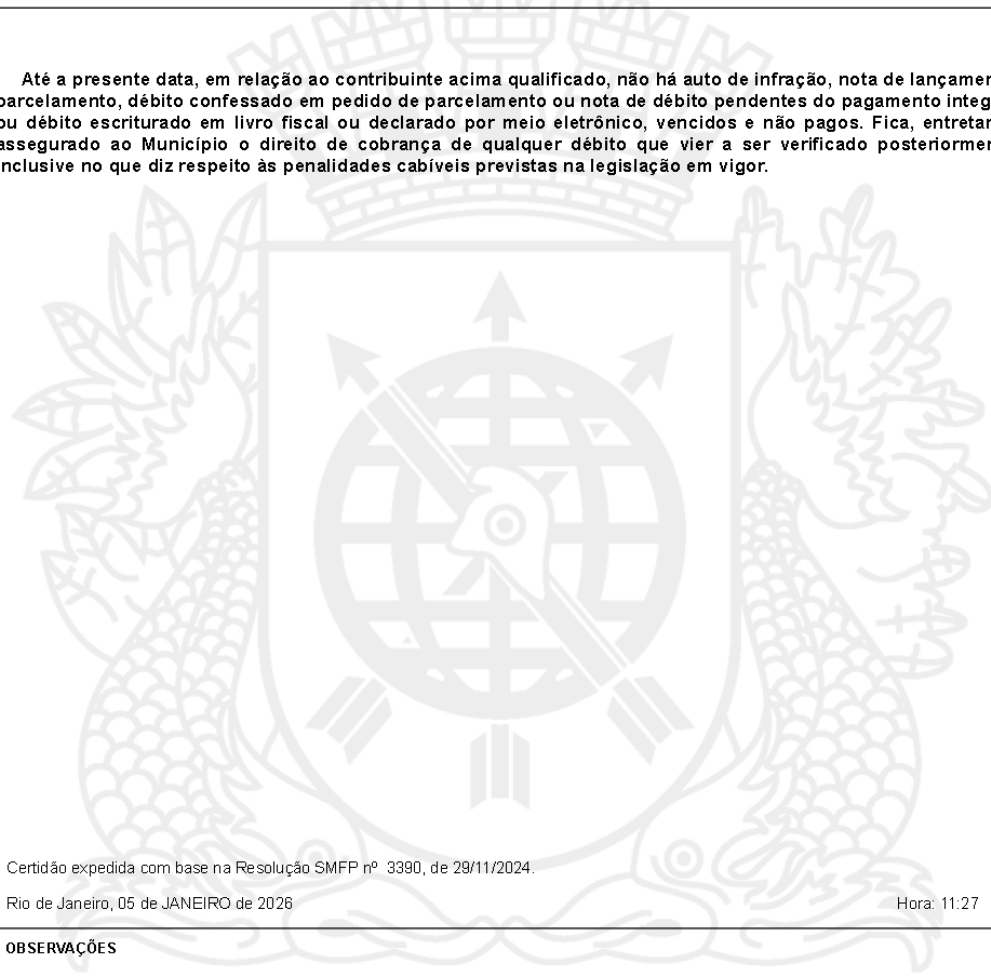 Até a presente data, em relação ao contribuinte acima qualificado, não há auto de infração, nota de lançamen
parcelamento, débito confessado em pedido de parcelamento ou nota de débito pendentes do pagamento integ
ou débito escriturado em livro fiscal ou declarado por meio eletrônico, vencidos e não pagos. Fica, entretan
assegurado ao Município o direito de cobrança de qualquer débito que vier a ser verificado posteriormen
inclusive no que diz respeito às penalidades cabíveis previstas na legislação em vigor.
Certidão expedida com base na Resolução SMFP nº 3390, de 29/11/2024.
Rio de Janeiro, 05 de JANEIRO de 2026 Hora: 11:27
OBSERVAÇÕES